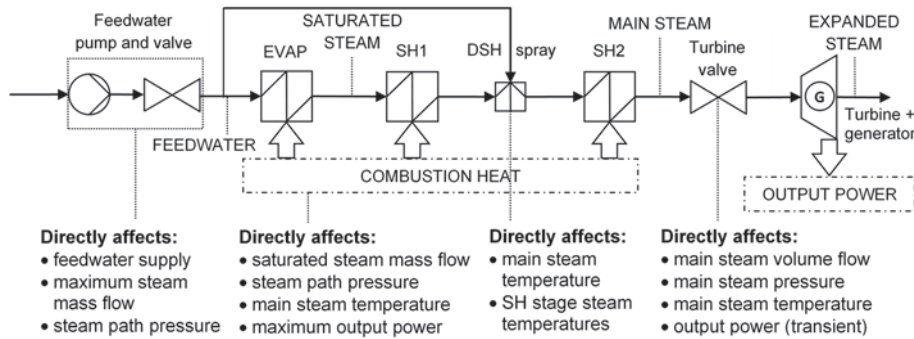 Feedwater
pump and valve
SATURATED
STEAM
EVAP
SH1
DSH
spray
SH2
MAIN STEAM
Turbine
valve
EXPANDED
STEAM
G
Turbine +
generator
FEEDWATER
COMBUSTION HEAT
OUTPUT POWER
Directly affects:
• feedwater supply
• maximum steam
mass flow
• steam path pressure
Directly affects:
• saturated steam mass flow
• steam path pressure
• main steam temperature
• maximum output power
Directly affects:
• main steam
temperature
• SH stage steam
temperatures
Directly affects:
• main steam volume flow
• main steam pressure
• main steam temperature
• output power (transient)